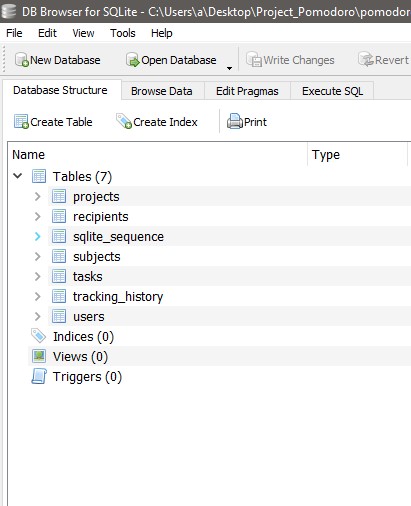 DB Browser for SQLite - C:\Users\a\Desktop\Project_Pomodoro\pomodor
File Edit View Tools Help
New Database Open Database Write Changes Revert
Database Structure Browse Data Edit Pragmas Execute SQL
Create Table Create Index Print
Name Type
Tables (7)
projects
recipients
sqlite_sequence
subjects
tasks
tracking_history
users
Indices (0)
Views (0)
Triggers (0)